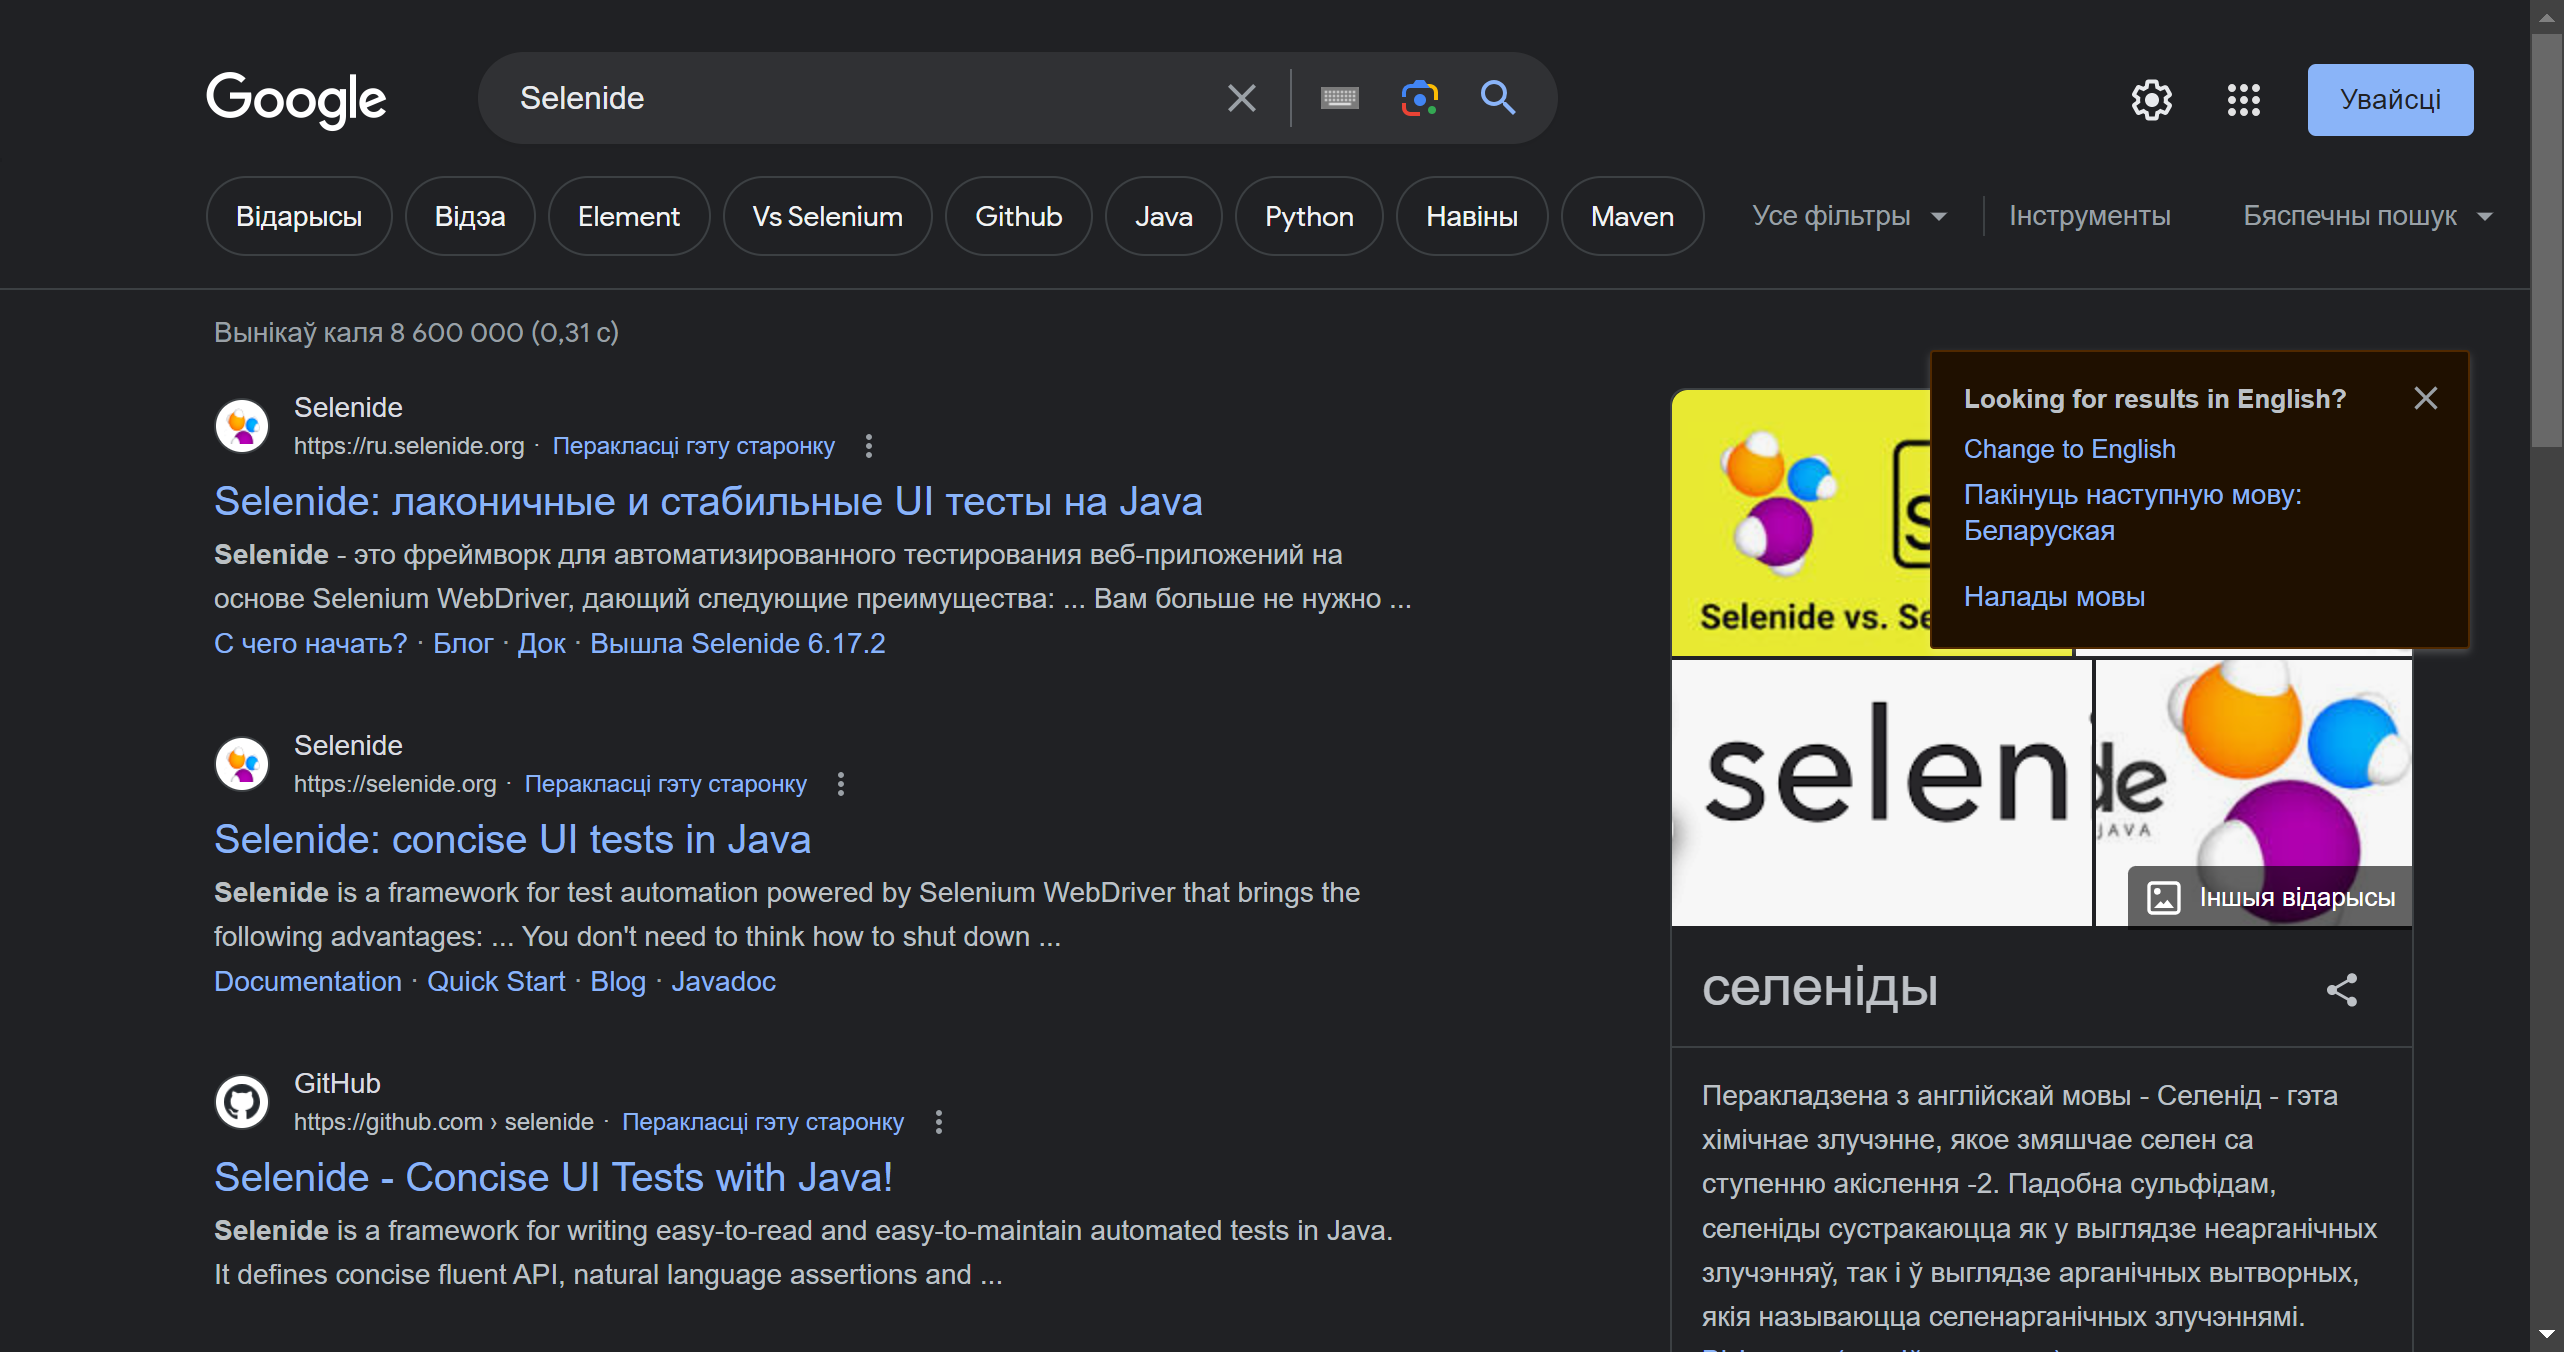 Google
Selenide
Увайсці
Відарысы
Відэа
Element
Vs Selenium
Github
Java
Python
Навіны
Maven
Усе фільтры
Інструменты
Бяспечны пошук
Вынікаў каля 8 600 000 (0,31 с)
Selenide
https://ru.selenide.org · Перакласці гэту старонку
Selenide: лаконичные и стабильные UI тесты на Java
Selenide - это фреймворк для автоматизированного тестирования веб-приложений на
основе Selenium WebDriver, дающий следующие преимущества: ... Вам больше не нужно ...
С чего начать? · Блог · Док · Вышла Selenide 6.17.2
Selenide
https://selenide.org · Перакласці гэту старонку
Selenide: concise UI tests in Java
Selenide is a framework for test automation powered by Selenium WebDriver that brings the
following advantages: ... You don't need to think how to shut down ...
Documentation · Quick Start · Blog · Javadoc
GitHub
https://github.com › selenide · Перакласці гэту старонку
Selenide - Concise UI Tests with Java!
Selenide is a framework for writing easy-to-read and easy-to-maintain automated tests in Java.
It defines concise fluent API, natural language assertions and ...
Looking for results in English?
Change to English
Пакінуць наступную мову:
Беларуская
Налады мовы
Selenide vs. Se
selen
de
JAVA
Іншыя відарысы
селеніды
Перакладзена з англійскай мовы - Селенід - гэта
хімічнае злучэнне, якое змяшчае селен са
ступенню акіслення -2. Падобна сульфідам,
селеніды сустракаюцца як у выглядзе неарганічных
злучэнняў, так і ў выглядзе арганічных вытворных,
якія называюцца селенарганічных злучэннямі.